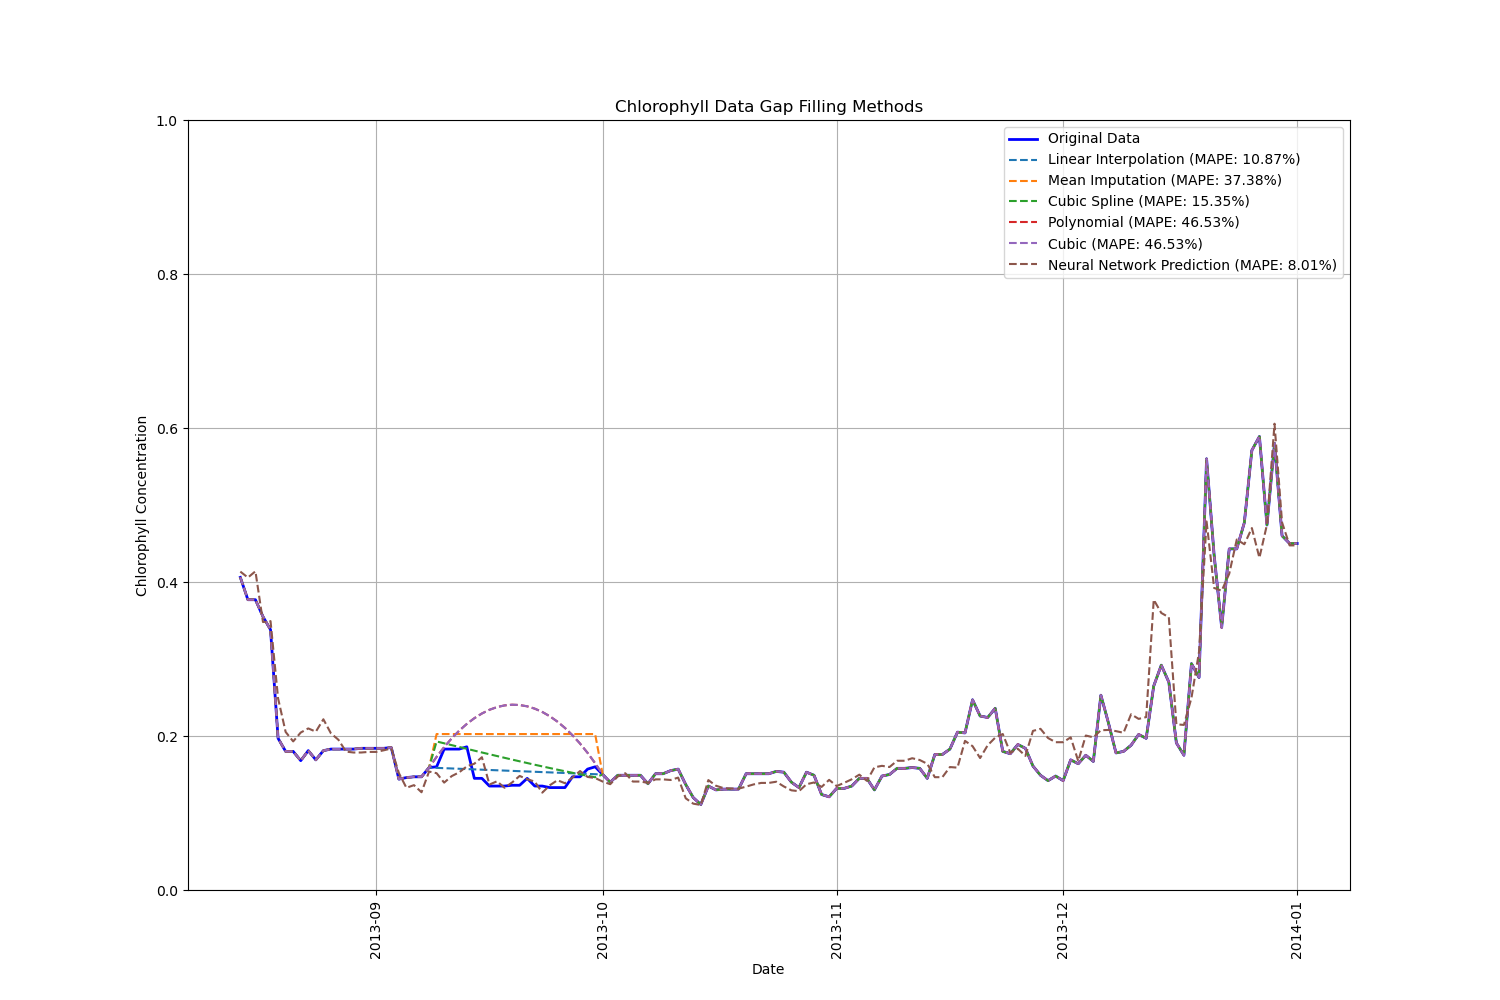 Chlorophyll Data Gap Filling Methods
1.0
0.8
0.6
0.4
0.2
0.0
Chlorophyll Concentration
Original Data
Linear Interpolation (MAPE: 10.87%)
Mean Imputation (MAPE: 37.38%)
Cubic Spline (MAPE: 15.35%)
Polynomial (MAPE: 46.53%)
Cubic (MAPE: 46.53%)
Neural Network Prediction (MAPE: 8.01%)
2013-09
2013-10
2013-11
2013-12
2014-01
Date